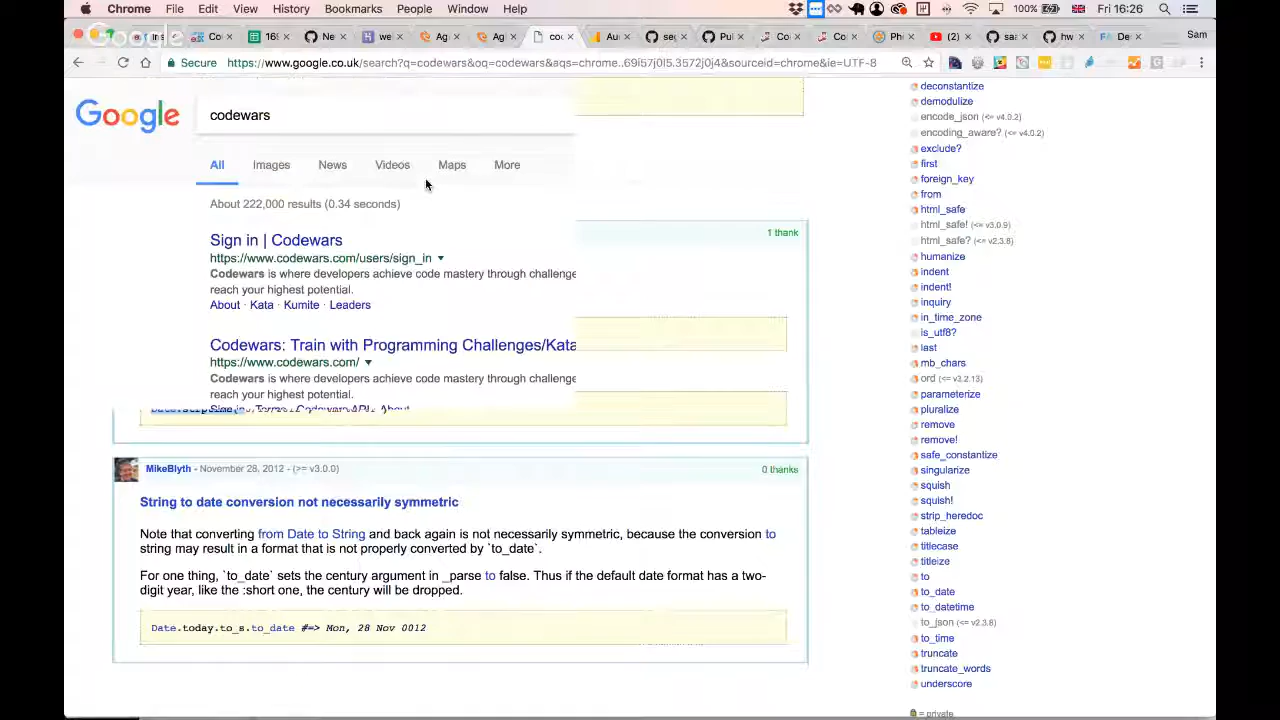 Chrome File Edit View History Bookmarks People Window Help 100% Fri 16:26
Sam
Secure https://www.google.co.uk/search?q=codewars&oq=codewars&aqs=chrome..69i57j0l5.3572j0j4&sourceid=chrome&ie=UTF-8
Google codewars
All Images News Videos Maps More
About 222,000 results (0.34 seconds)
Sign in | Codewars
https://www.codewars.com/users/sign_in
Codewars is where developers achieve code mastery through challenge
reach your highest potential.
About · Kata · Kumite · Leaders
Codewars: Train with Programming Challenges/Kata
https://www.codewars.com/
Codewars is where developers achieve code mastery through challenge
reach your highest potential.
1 thank
MikeBlyth - November 28, 2012 - (>= v3.0.0) 0 thanks
String to date conversion not necessarily symmetric
Note that converting from Date to String and back again is not necessarily symmetric, because the conversion to
string may result in a format that is not properly converted by `to_date`.
For one thing, `to_date` sets the century argument in _parse to false. Thus if the default date format has a two-
digit year, like the :short one, the century will be dropped.
Date.today.to_s.to_date #=> Mon, 28 Nov 0012
deconstantize
demodulize
encode_json (<= v4.0.2)
encoding_aware? (<= v4.0.2)
exclude?
first
foreign_key
from
html_safe
html_safe! (<= v3.0.9)
html_safe? (<= v2.3.8)
humanize
indent
indent!
inquiry
in_time_zone
is_utf8?
last
mb_chars
ord (<= v3.2.13)
parameterize
pluralize
remove
remove!
safe_constantize
singularize
squish
squish!
strip_heredoc
tableize
titlecase
titleize
to
to_date
to_datetime
to_json (<= v2.3.8)
to_time
truncate
truncate_words
underscore
= private